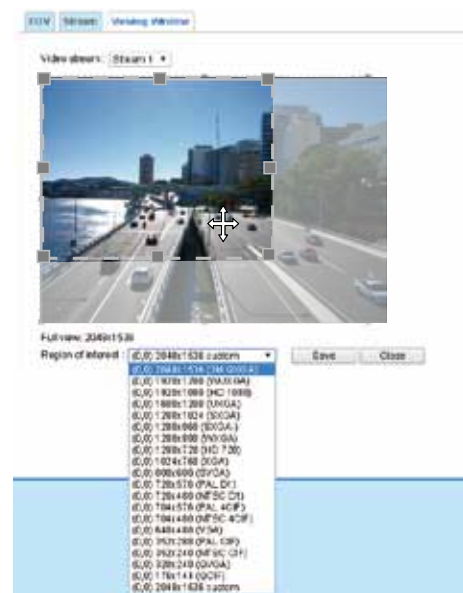 FOV Stream Viewing Window
Video stream: Stream 1
Full view: 2048x1536
Region of interest : (0,0) 2048x1536 custom Save Close
(0,0) 2048x1536 (3M QXGA)
(0,0) 1920x1200 (WUXGA)
(0,0) 1920x1080 (HD 1080)
(0,0) 1600x1200 (UXGA)
(0,0) 1280x1024 (SXGA)
(0,0) 1280x960 (SXGA-)
(0,0) 1280x800 (WXGA)
(0,0) 1280x720 (HD 720)
(0,0) 1024x768 (XGA)
(0,0) 800x600 (SVGA)
(0,0) 720x576 (PAL D1)
(0,0) 720x480 (NTSC D1)
(0,0) 704x576 (PAL 4CIF)
(0,0) 704x480 (NTSC 4CIF)
(0,0) 640x480 (VGA)
(0,0) 352x288 (PAL CIF)
(0,0) 352x240 (NTSC CIF)
(0,0) 320x240 (QVGA)
(0,0) 176x144 (QCIF)
(0,0) 2048x1536 custom